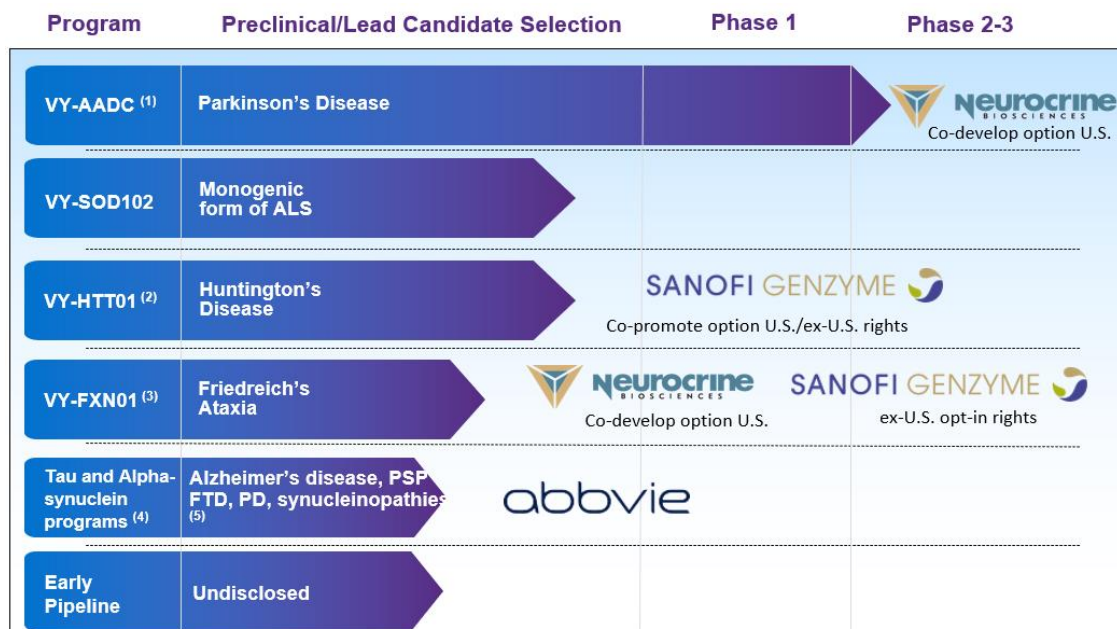 Program Preclinical/Lead Candidate Selection Phase 1 Phase 2-3
VY-AADC (1) Parkinson's Disease
NEUROCRINE
BIOSCIENCES
Co-develop option U.S.
VY-SOD102
Monogenic
form of ALS
VY-HTT01 (2)
Huntington's
Disease
SANOFI GENZYME
Co-promote option U.S./ex-U.S. rights
VY-FXN01 (3)
Friedreich's
Ataxia
NEUROCRINE
BIOSCIENCES
Co-develop option U.S.
SANOFI GENZYME
ex-U.S. opt-in rights
Tau and Alpha-
synuclein
programs (4)
Alzheimer's disease, PSP
FTD, PD, synucleinopathies
(5)
abbvie
Early
Pipeline
Undisclosed